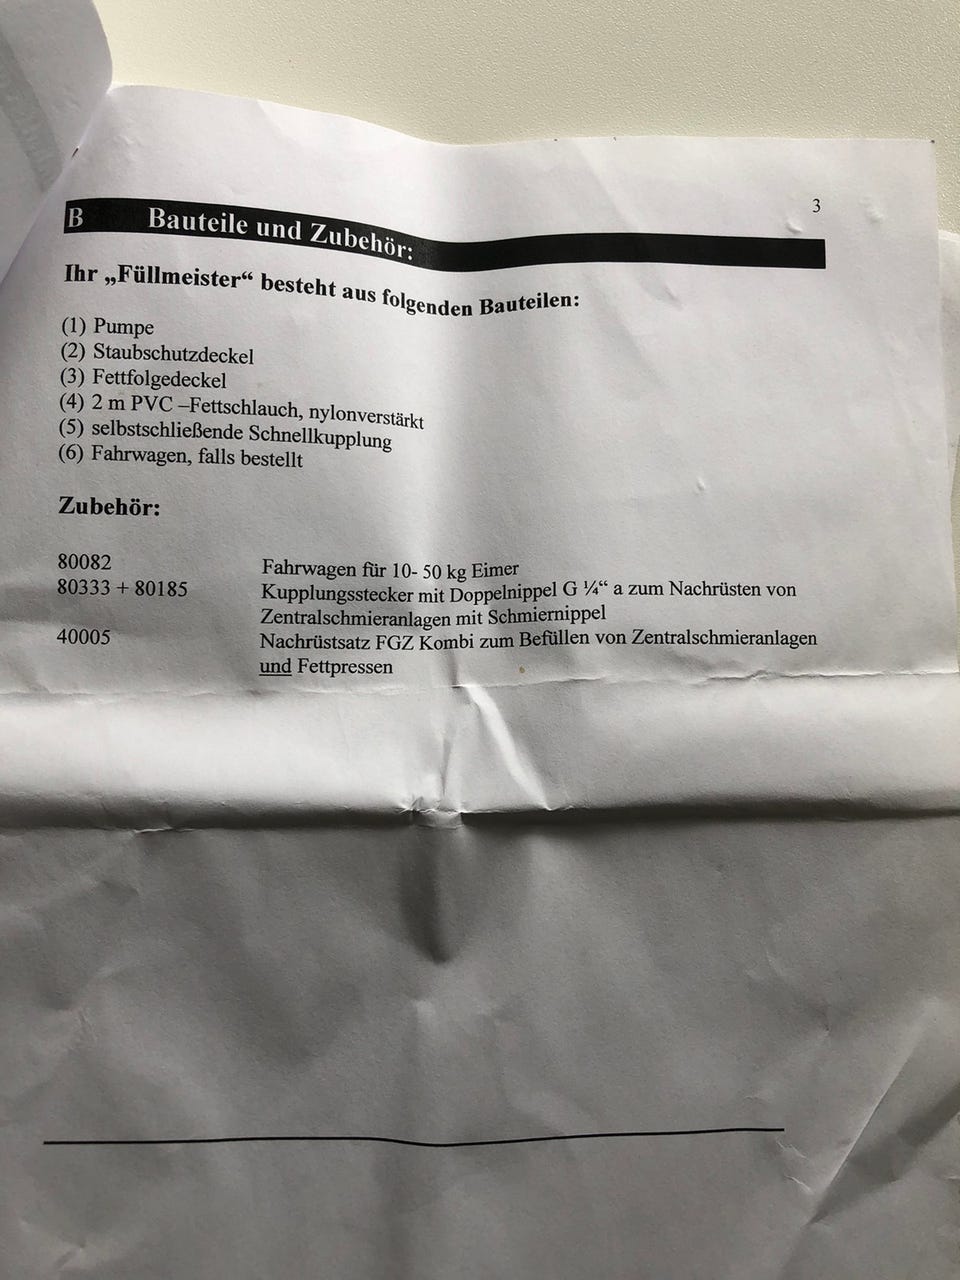 3
B Bauteile und Zubehör:
Ihr „Füllmeister“ besteht aus folgenden Bauteilen:
(1) Pumpe
(2) Staubschutzdeckel
(3) Fettfolgedeckel
(4) 2 m PVC –Fettschlauch, nylonverstärkt
(5) selbstschließende Schnellkupplung
(6) Fahrwagen, falls bestellt
Zubehör:
80082 Fahrwagen für 10- 50 kg Eimer
80333 + 80185 Kupplungsstecker mit Doppelnippel G ¼“ a zum Nachrüsten von
Zentralschmieranlagen mit Schmiernippel
40005 Nachrüstsatz FGZ Kombi zum Befüllen von Zentralschmieranlagen
und Fettpressen